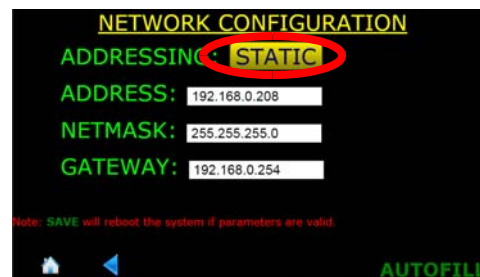 NETWORK CONFIGURATION
ADDRESSING: STATIC
ADDRESS: 192.168.0.208
NETMASK: 255.255.255.0
GATEWAY: 192.168.0.254
Note: SAVE will reboot the system if parameters are valid.
AUTOFILL